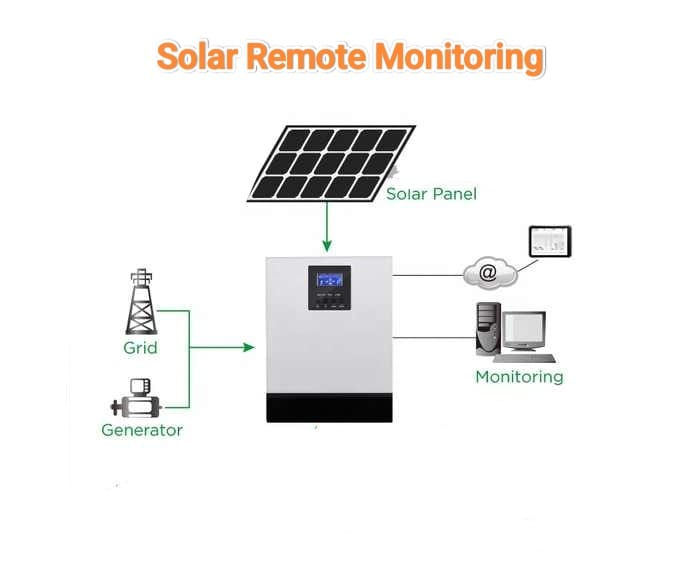 Solar Remote Monitoring
Solar Panel
@
Grid
Monitoring
Generator